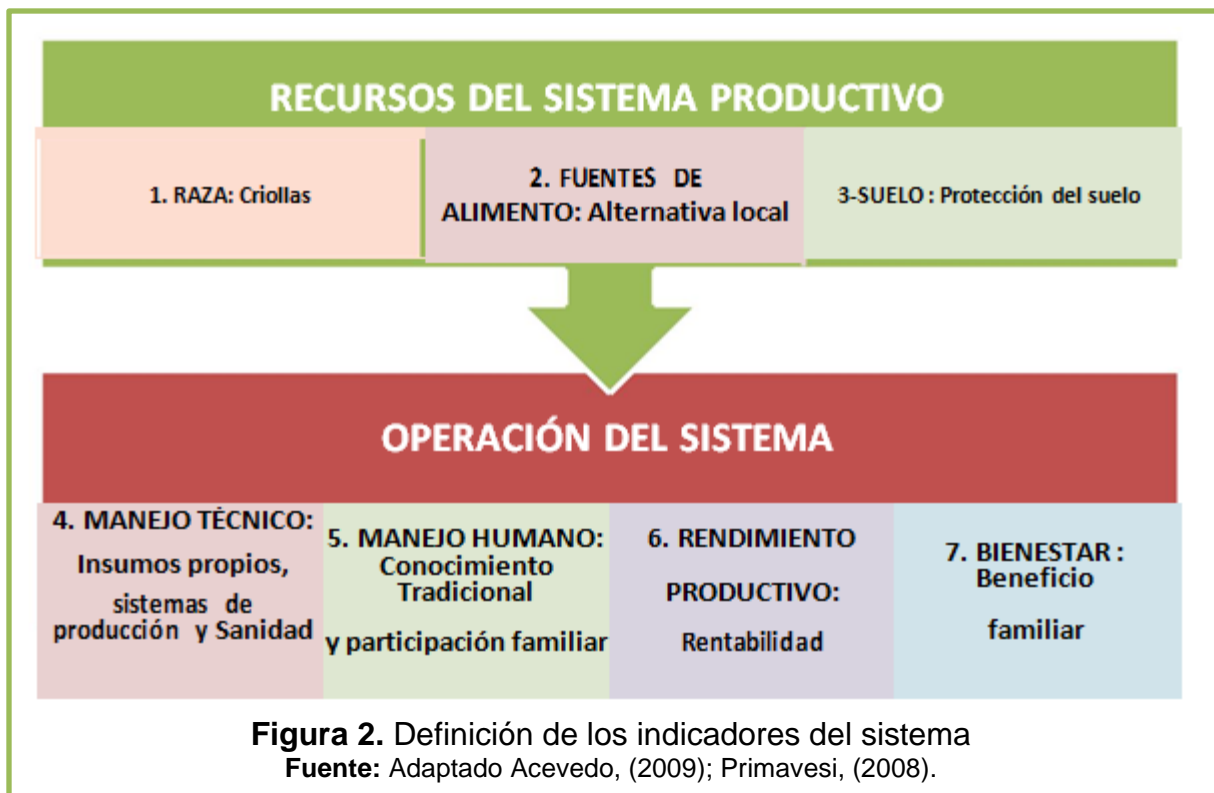 RECURSOS DEL SISTEMA PRODUCTIVO
1. RAZA: Criollas
2. FUENTES DE
ALIMENTO: Alternativa local
3-SUELO : Protección del suelo
OPERACIÓN DEL SISTEMA
4. MANEJO TÉCNICO:
Insumos propios,
sistemas de
producción y Sanidad
5. MANEJO HUMANO:
Conocimiento
Tradicional
y participación familiar
6. RENDIMIENTO
PRODUCTIVO:
Rentabilidad
7. BIENESTAR :
Beneficio
familiar
Figura 2. Definición de los indicadores del sistema
Fuente: Adaptado Acevedo, (2009); Primavesi, (2008).